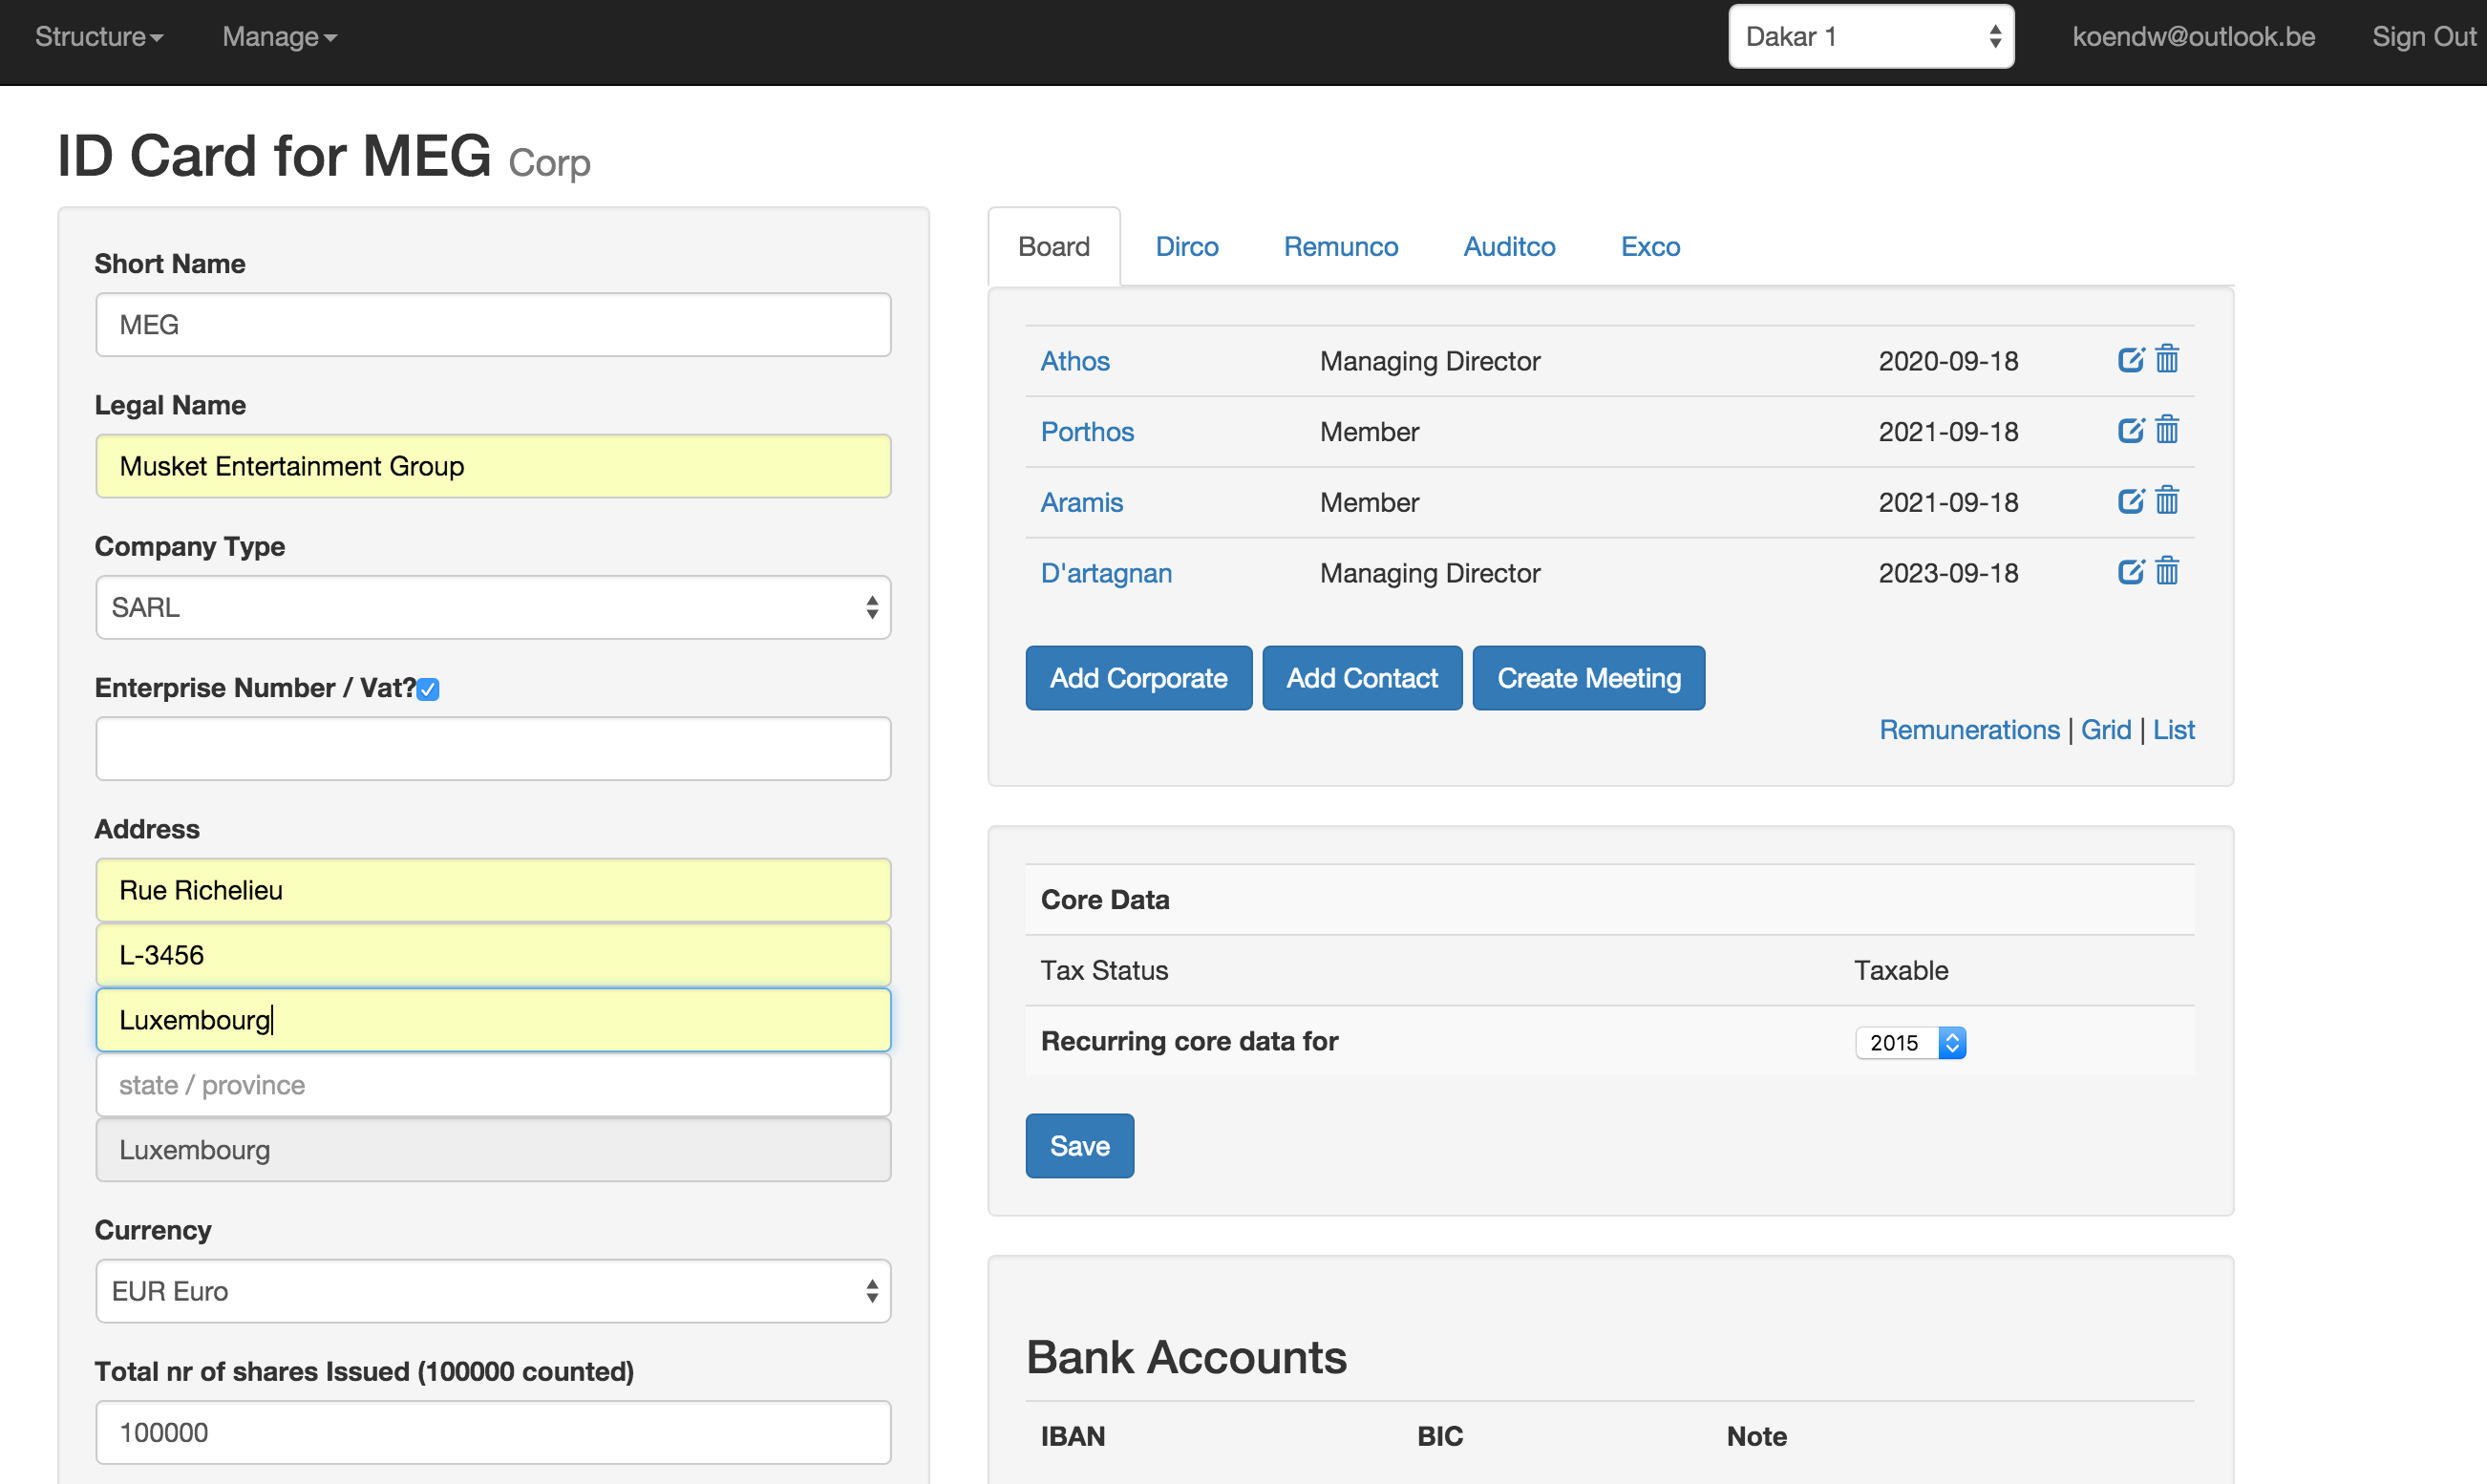 Structure Manage Dakar 1 koendw@outlook.be Sign Out
ID Card for MEG Corp
Short Name
MEG
Legal Name
Musket Entertainment Group
Company Type
SARL
Enterprise Number / Vat?
Address
Rue Richelieu
L-3456
Luxembourg
state / province
Luxembourg
Currency
EUR Euro
Total nr of shares Issued (100000 counted)
100000
Board Dirco Remunco Auditco Exco
Athos Managing Director 2020-09-18
Porthos Member 2021-09-18
Aramis Member 2021-09-18
D'artagnan Managing Director 2023-09-18
Add Corporate Add Contact Create Meeting
Remunerations | Grid | List
Core Data
Tax Status Taxable
Recurring core data for 2015
Save
Bank Accounts
IBAN BIC Note